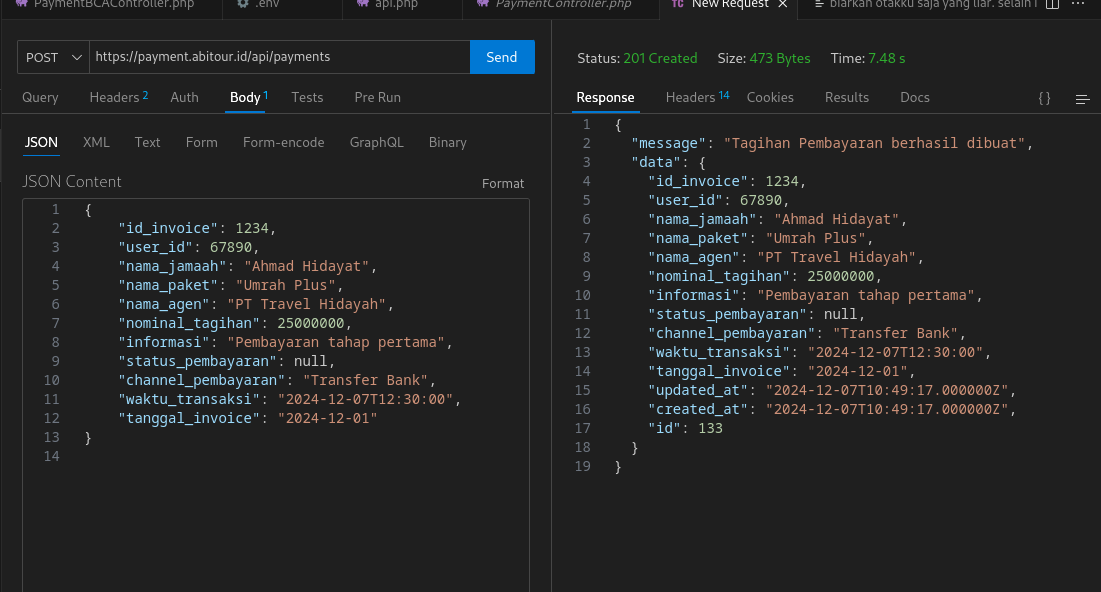 PaymentBCAController.php .env api.php PaymentController.php TC New Request × biarkan otakku saja yang liar. selain
POST https://payment.abitour.id/api/payments Send
Query Headers 2 Auth Body 1 Tests Pre Run
JSON XML Text Form Form-encode GraphQL Binary
JSON Content Format
1 {
2 "id_invoice": 1234,
3 "user_id": 67890,
4 "nama_jamaah": "Ahmad Hidayat",
5 "nama_paket": "Umrah Plus",
6 "nama_agen": "PT Travel Hidayah",
7 "nominal_tagihan": 25000000,
8 "informasi": "Pembayaran tahap pertama",
9 "status_pembayaran": null,
10 "channel_pembayaran": "Transfer Bank",
11 "waktu_transaksi": "2024-12-07T12:30:00",
12 "tanggal_invoice": "2024-12-01"
13 }
14
Status: 201 Created Size: 473 Bytes Time: 7.48 s
Response Headers 14 Cookies Results Docs {}
1 {
2 "message": "Tagihan Pembayaran berhasil dibuat",
3 "data": {
4 "id_invoice": 1234,
5 "user_id": 67890,
6 "nama_jamaah": "Ahmad Hidayat",
7 "nama_paket": "Umrah Plus",
8 "nama_agen": "PT Travel Hidayah",
9 "nominal_tagihan": 25000000,
10 "informasi": "Pembayaran tahap pertama",
11 "status_pembayaran": null,
12 "channel_pembayaran": "Transfer Bank",
13 "waktu_transaksi": "2024-12-07T12:30:00",
14 "tanggal_invoice": "2024-12-01",
15 "updated_at": "2024-12-07T10:49:17.000000Z",
16 "created_at": "2024-12-07T10:49:17.000000Z",
17 "id": 133
18 }
19 }